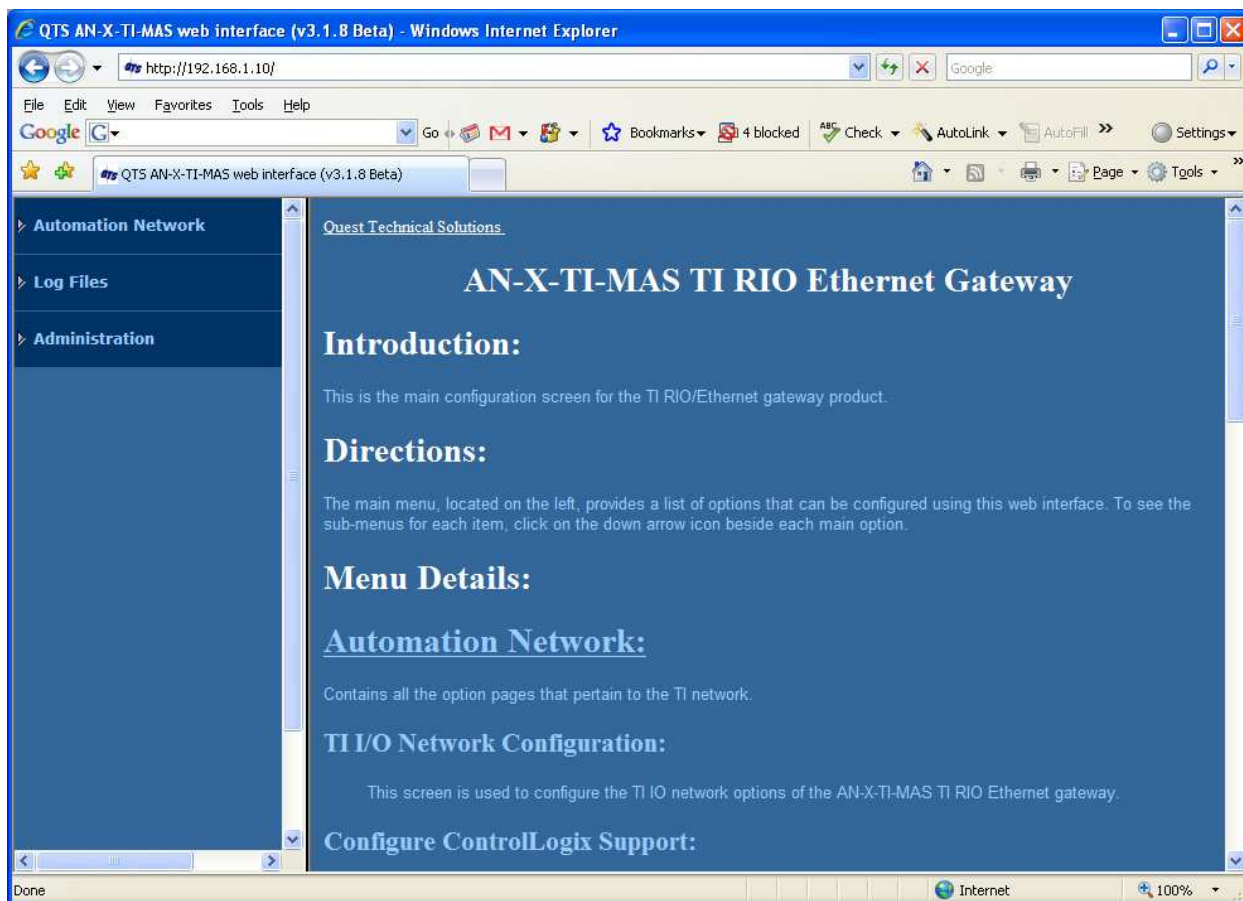 QTS AN-X-TI-MAS web interface (v3.1.8 Beta) - Windows Internet Explorer
QTS http://192.168.1.10/
Google
File Edit View Favorites Tools Help
Google G Go 4 blocked Bookmarks ABC Check AutoLink AutoFill » Settings
QTS QTS AN-X-TI-MAS web interface (v3.1.8 Beta) Page Tools »
Automation Network
Log Files
Administration
Quest Technical Solutions
AN-X-TI-MAS TI RIO Ethernet Gateway
Introduction:
This is the main configuration screen for the TI RIO/Ethernet gateway product.
Directions:
The main menu, located on the left, provides a list of options that can be configured using this web interface. To see the
sub-menus for each item, click on the down arrow icon beside each main option.
Menu Details:
Automation Network:
Contains all the option pages that pertain to the TI network.
TI I/O Network Configuration:
This screen is used to configure the TI IO network options of the AN-X-TI-MAS TI RIO Ethernet gateway.
Configure ControlLogix Support:
Done Internet 100%